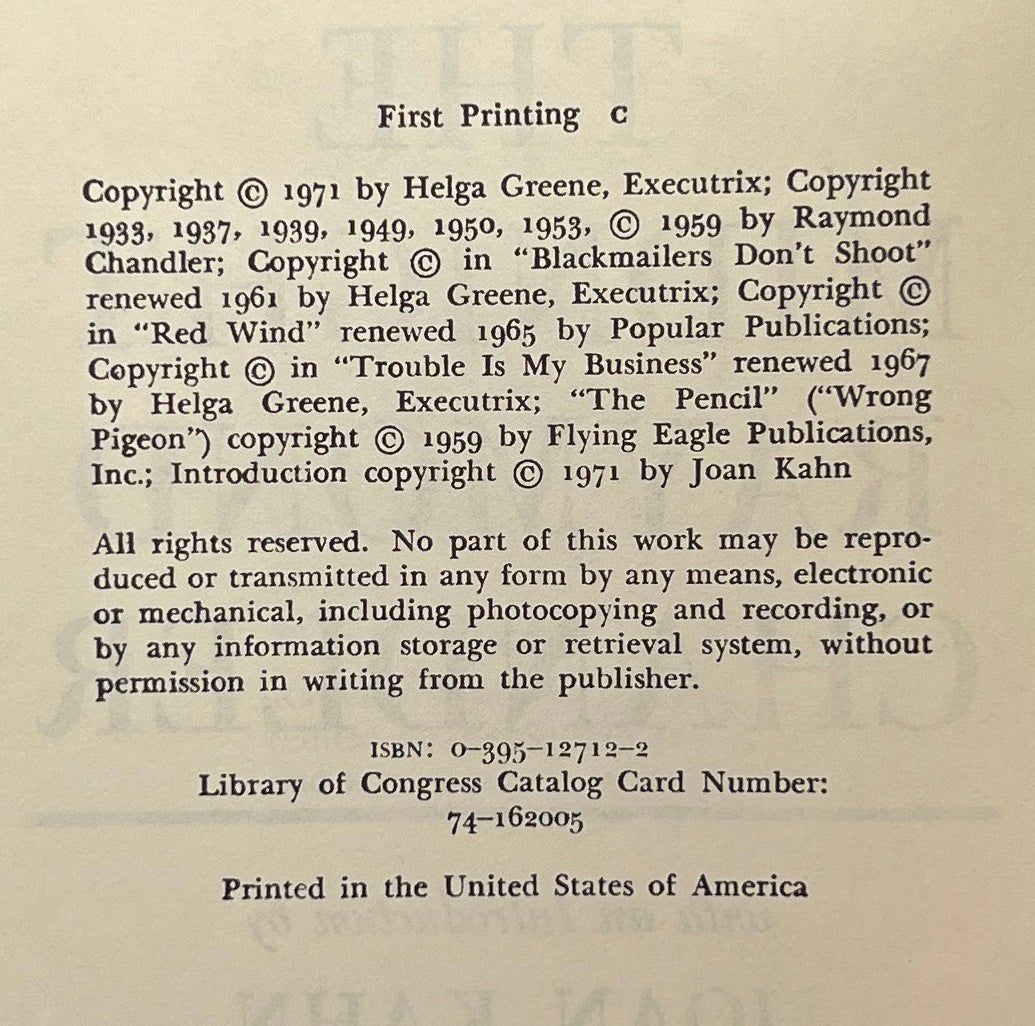 First Printing C
Copyright © 1971 by Helga Greene, Executrix; Copyright
1933, 1937, 1939, 1949, 1950, 1953, © 1959 by Raymond
Chandler; Copyright © in “Blackmailers Don't Shoot”
renewed 1961 by Helga Greene, Executrix; Copyright ©
in “Red Wind” renewed 1965 by Popular Publications;
Copyright © in “Trouble Is My Business” renewed 1967
by Helga Greene, Executrix; “The Pencil” (“Wrong
Pigeon”) copyright © 1959 by Flying Eagle Publications,
Inc.; Introduction copyright © 1971 by Joan Kahn
All rights reserved. No part of this work may be repro-
duced or transmitted in any form by any means, electronic
or mechanical, including photocopying and recording, or
by any information storage or retrieval system, without
permission in writing from the publisher.
ISBN: 0-395-12712-2
Library of Congress Catalog Card Number:
74-162005
Printed in the United States of America